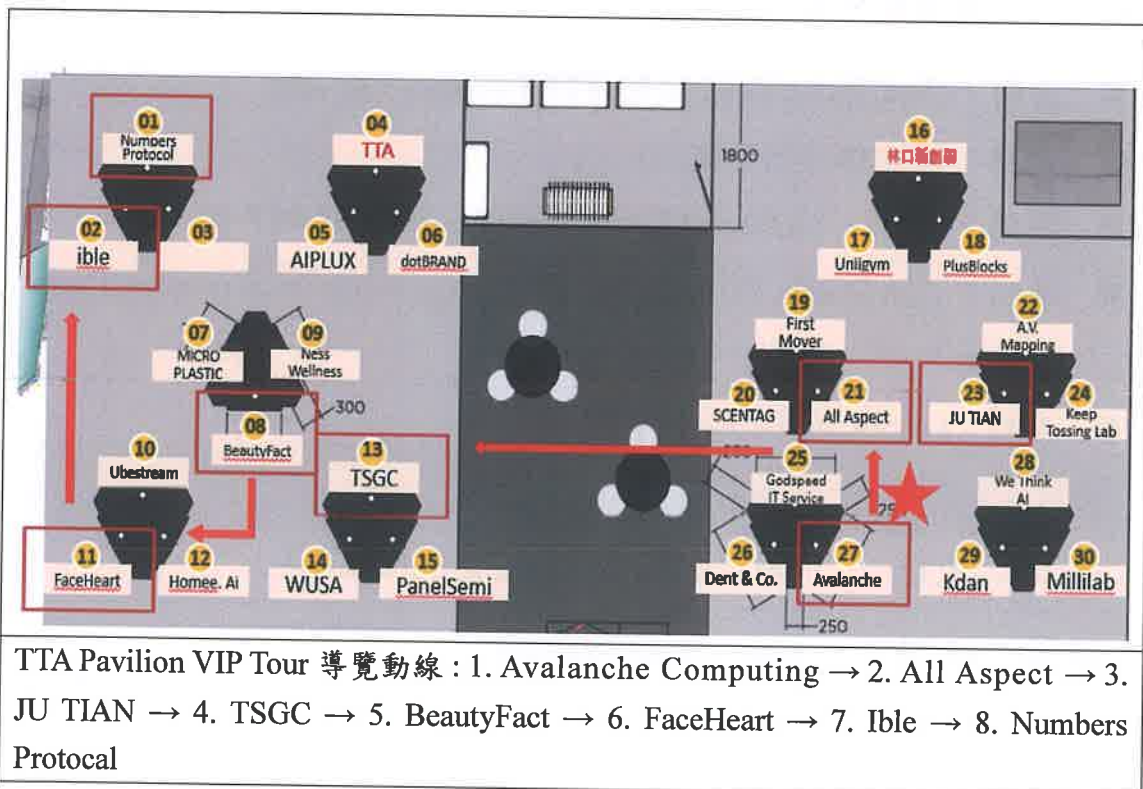 01
Numbers
Protocol
04
TTA
1800
16
林口新創園
02
ible
03
05
AIPLUX
06
dotBRAND
17
Uniigym
18
PlusBlocks
07
MICRO
PLASTIC
09
Ness
Wellness
300
08
BeautyFact
19
First
Mover
22
A.V.
Mapping
20
SCENTAG
21
All Aspect
23
JU TIAN
24
Keep
Tossing Lab
10
Ubestream
13
TSGC
25
Godspeed
IT Service
28
We Think
AI
11
FaceHeart
12
Homee. Ai
14
WUSA
15
PanelSemi
26
Dent & Co.
27
Avalanche
29
Kdan
30
Millilab
250
TTA Pavilion VIP Tour 導覽動線 : 1. Avalanche Computing → 2. All Aspect → 3.
JU TIAN → 4. TSGC → 5. BeautyFact → 6. FaceHeart → 7. Ible → 8. Numbers
Protocal